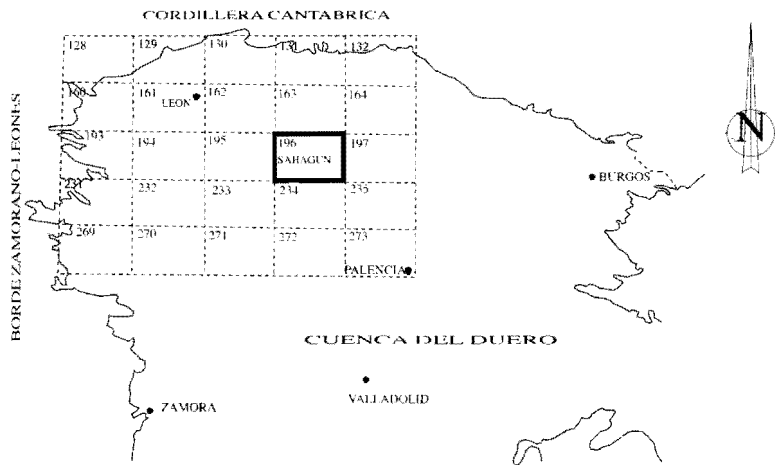 CORDILLERA CANTABRICA
128 129 130 131 132
160 161 162 163 164
LEON
N
193 194 195 196 197
SAHAGUN
BURGOS
231 232 233 234 235
BORDE ZAMORANO-LEONES
269 270 271 272 273
PALENCIA
CUENCA DEL DUERO
VALLADOLID
ZAMORA